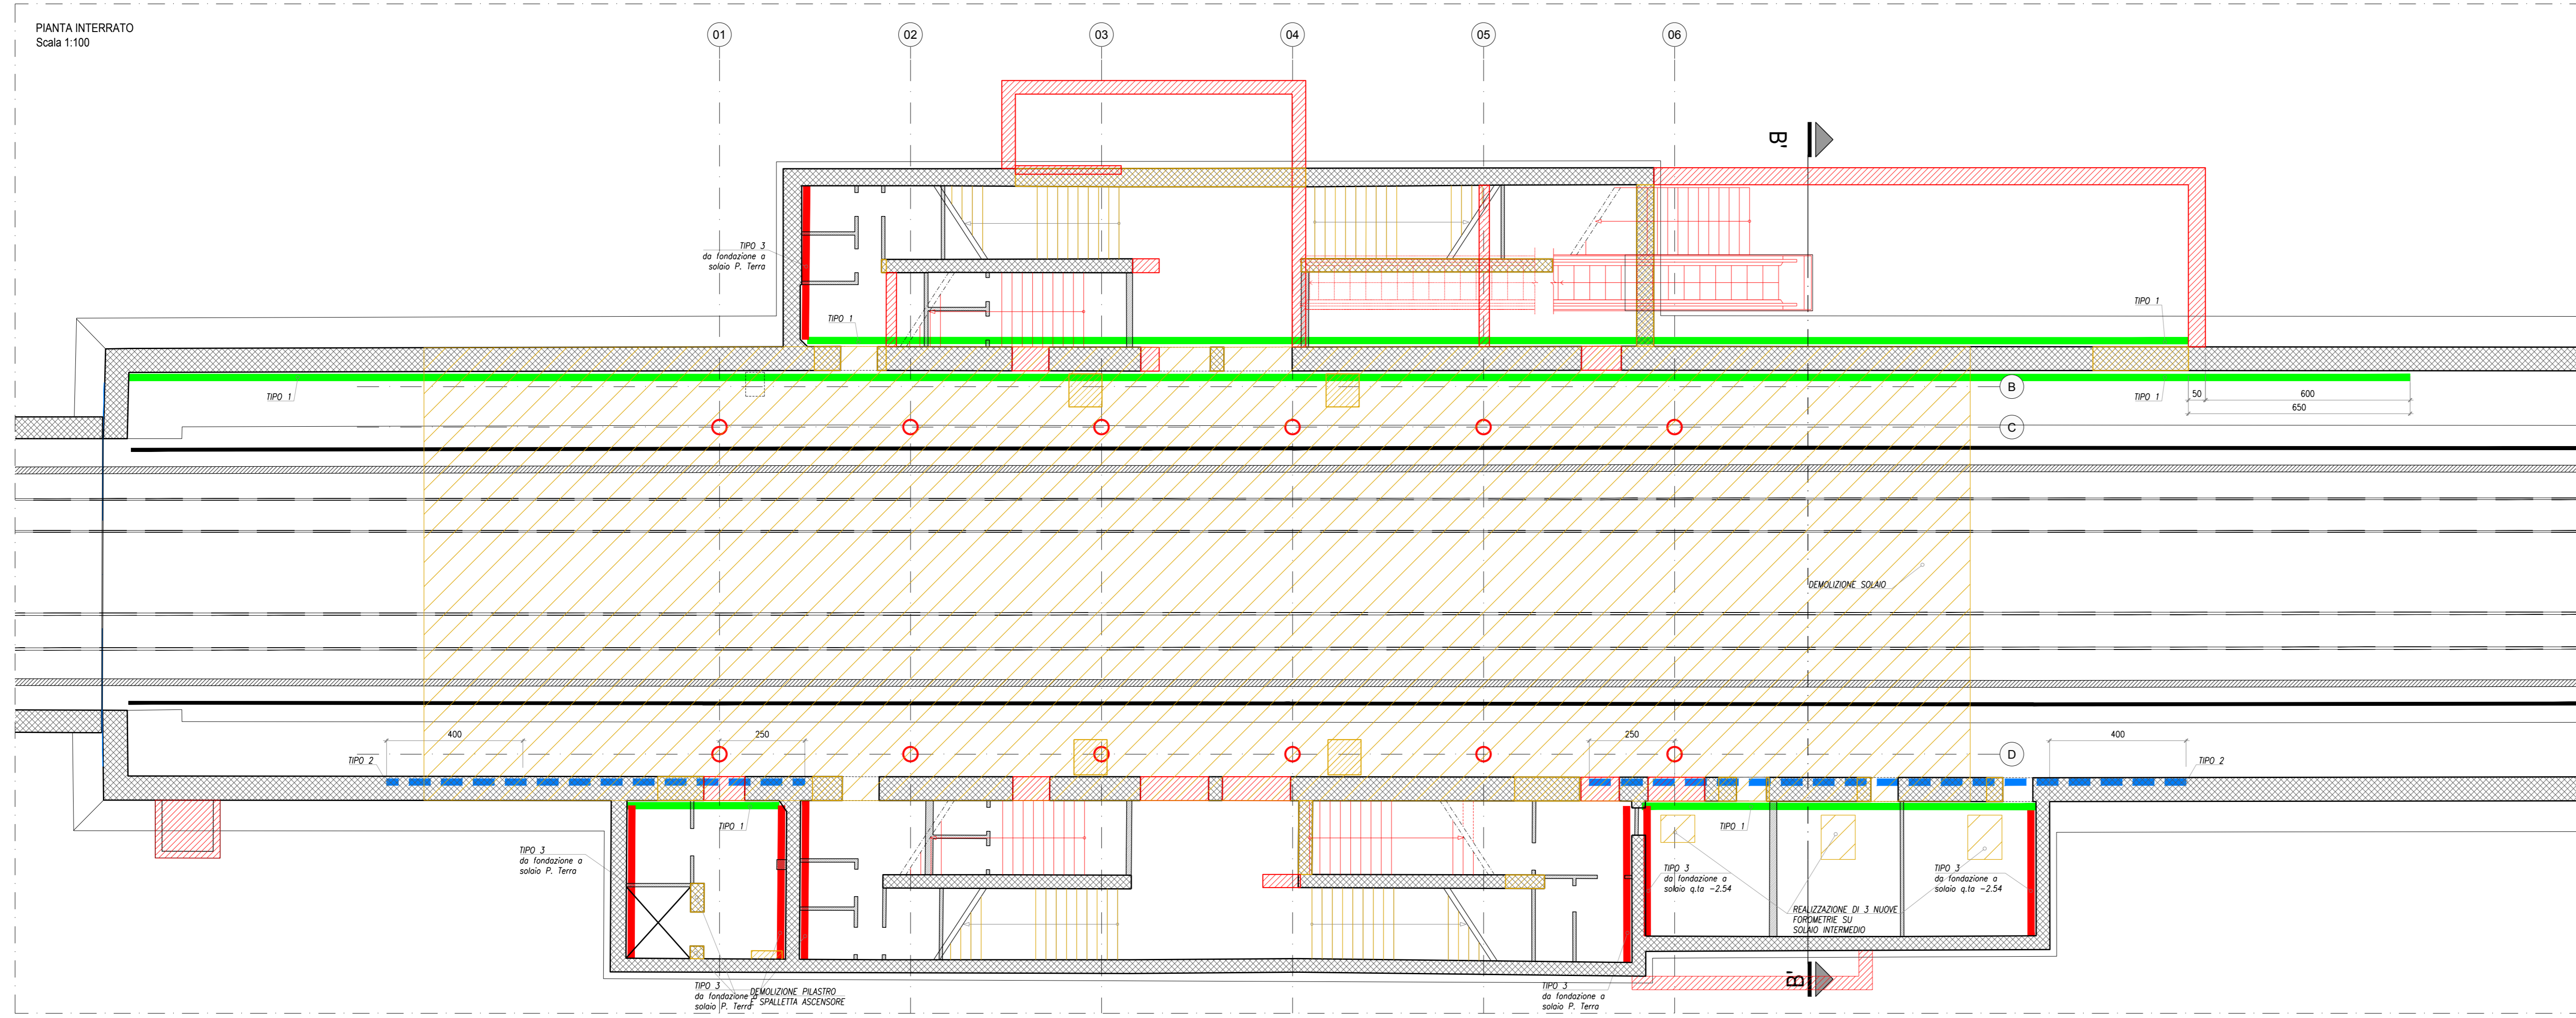 PIANTA INTERRATO
Scala 1:100
01
02
03
04
05
06
B'
TIPO 3
da fondazione a
solaio P. Terra
TIPO 1
TIPO 1
TIPO 1
TIPO 1
B
50
600
650
C
DEMOLIZIONE SOLAIO
400
250
250
400
D
TIPO 2
TIPO 2
TIPO 1
TIPO 1
TIPO 3
da fondazione a
solaio P. Terra
TIPO 3
da fondazione a
solaio q.ta -2.54
TIPO 3
da fondazione a
solaio q.ta -2.54
REALIZZAZIONE DI 3 NUOVE
FOROMETRIE SU
SOLAIO INTERMEDIO
TIPO 3
da fondazione a
solaio P. Terra
DEMOLIZIONE PILASTRO
E SPALLETTA ASCENSORE
TIPO 3
da fondazione a
solaio P. Terra
B'